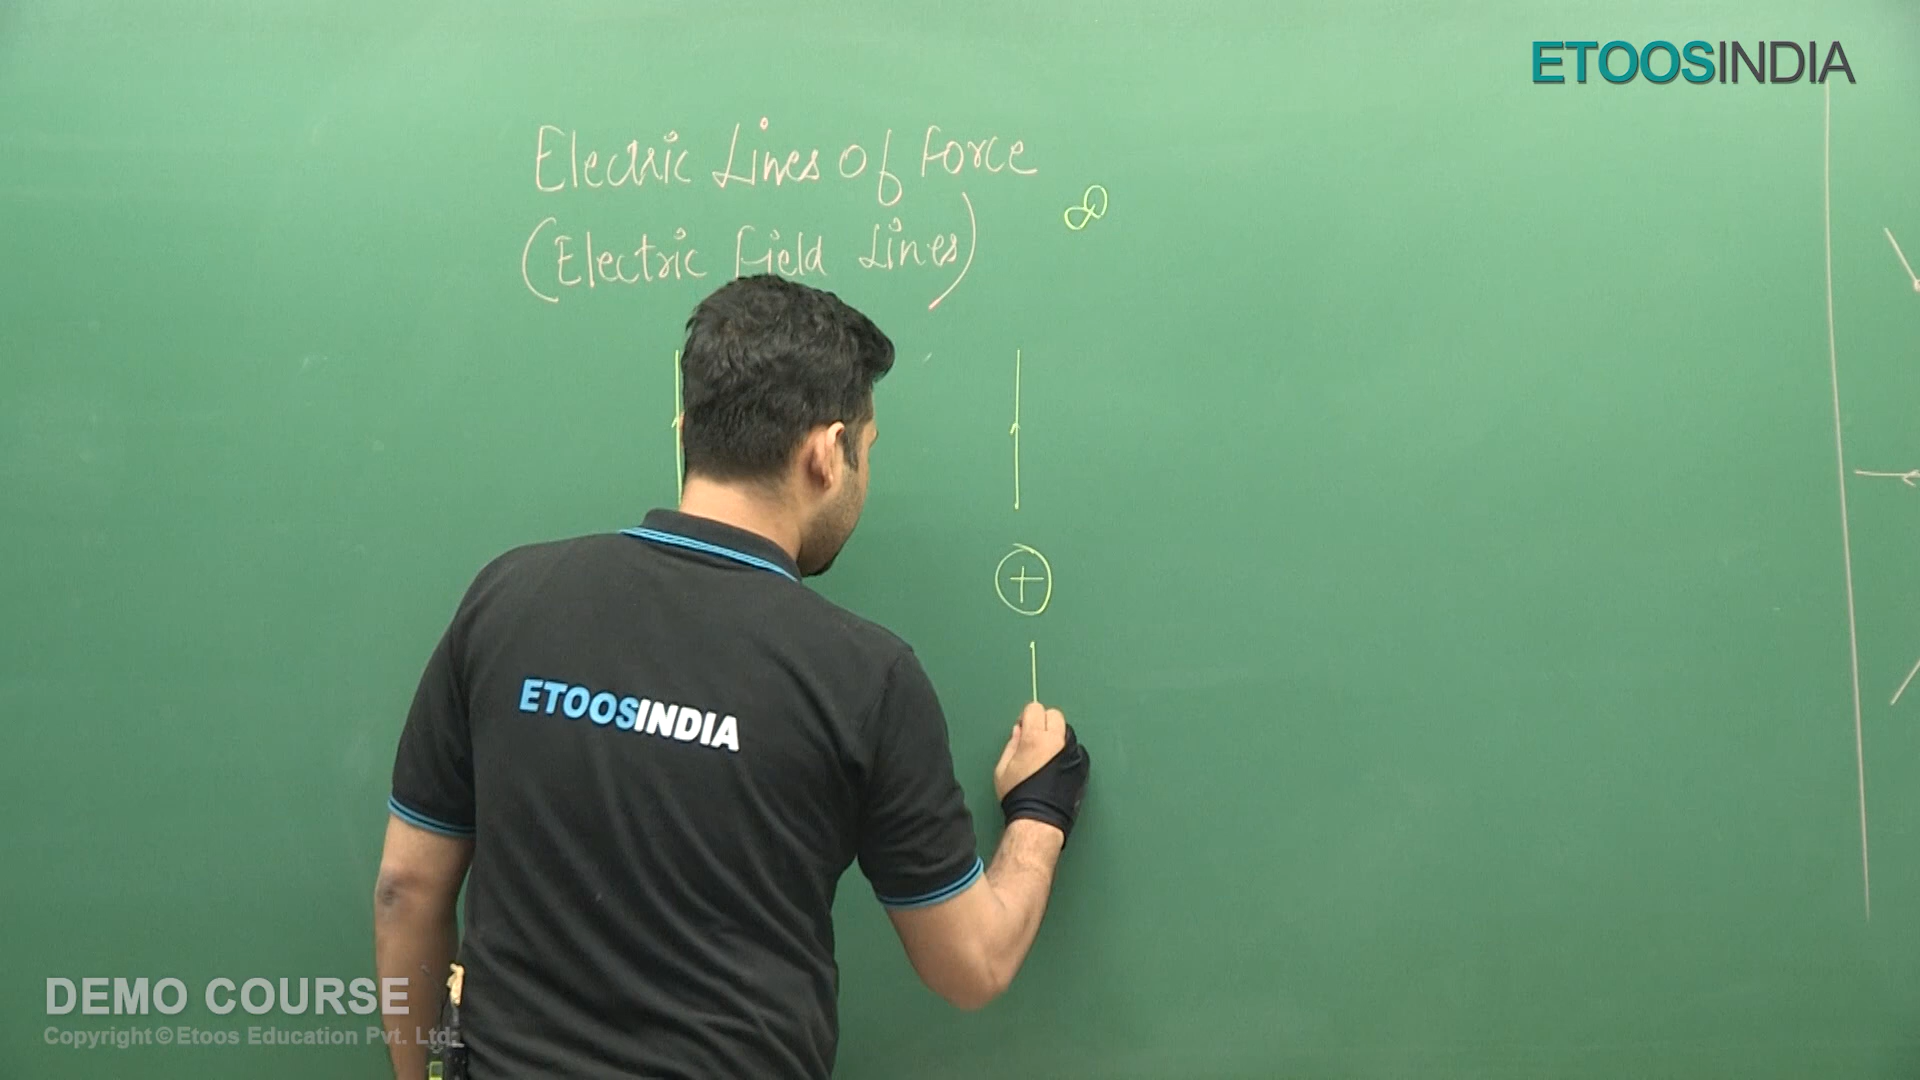 ETOOSINDIA
Electric Lines Of Force
(Electric Field Lines)
∞
+
ETOOSINDIA
DEMO COURSE
Copyright © Etoos Education Pvt. Ltd.